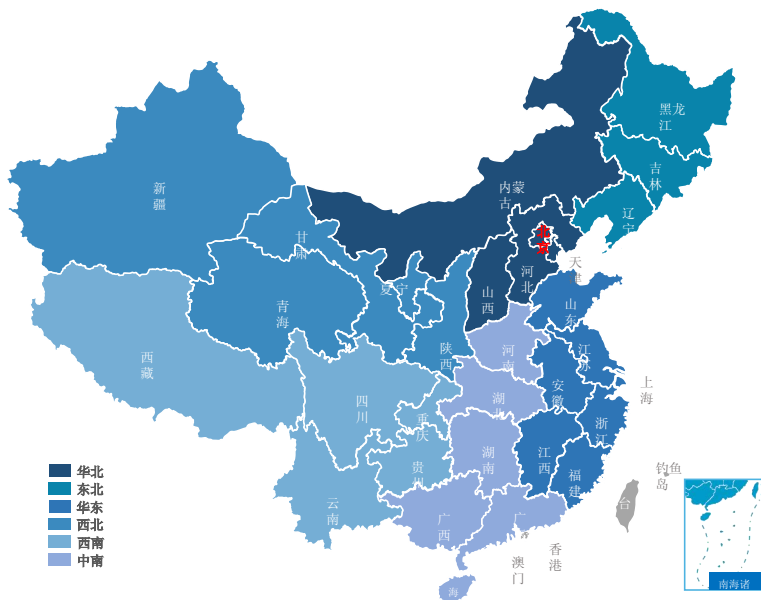 黑龙
江
吉
林
辽
宁
内蒙
古
新
疆
甘
肃
北
京
天
津
河
北
山
西
夏 宁
青
海
山
东
陕
西
河
南
江
苏
西
藏
安
徽
上
海
四
川
重
庆
湖
北
浙
江
湖
南
江
西
贵
州
福
建
钓鱼
岛
云
南
台
广
西
广
香
港
澳
门
海
南海诸
华北
东北
华东
西北
西南
中南